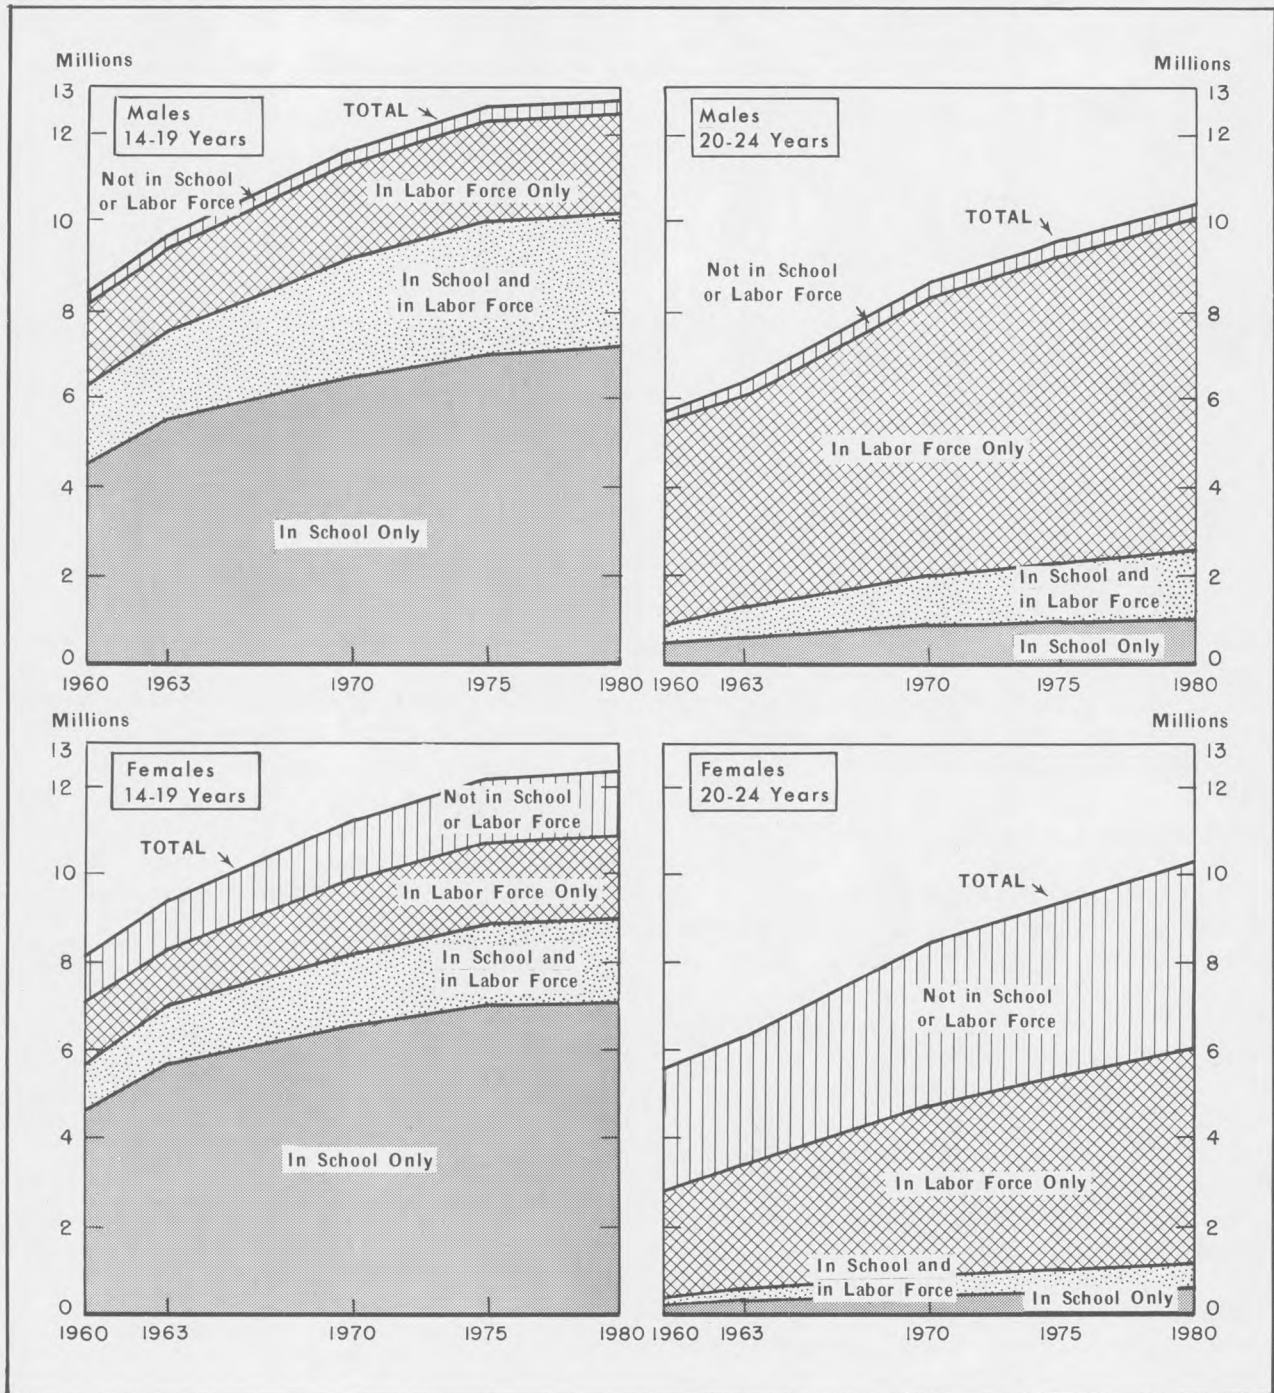 Millions
13
12
10
8
6
4
2
0
Males
14-19 Years
TOTAL
Not in School
or Labor Force
In Labor Force Only
In School and
in Labor Force
In School Only
1960
1963
1970
1975
1980
Millions
13
12
10
8
6
4
2
0
Males
20-24 Years
TOTAL
Not in School
or Labor Force
In Labor Force Only
In School and
in Labor Force
In School Only
1960
1963
1970
1975
1980
Millions
13
12
10
8
6
4
2
0
Females
14-19 Years
Not in School
or Labor Force
TOTAL
In Labor Force Only
In School and
in Labor Force
In School Only
1960
1963
1970
1975
1980
Millions
13
12
10
8
6
4
2
0
Females
20-24 Years
TOTAL
Not in School
or Labor Force
In Labor Force Only
In School and
in Labor Force
In School Only
1960
1963
1970
1975
1980